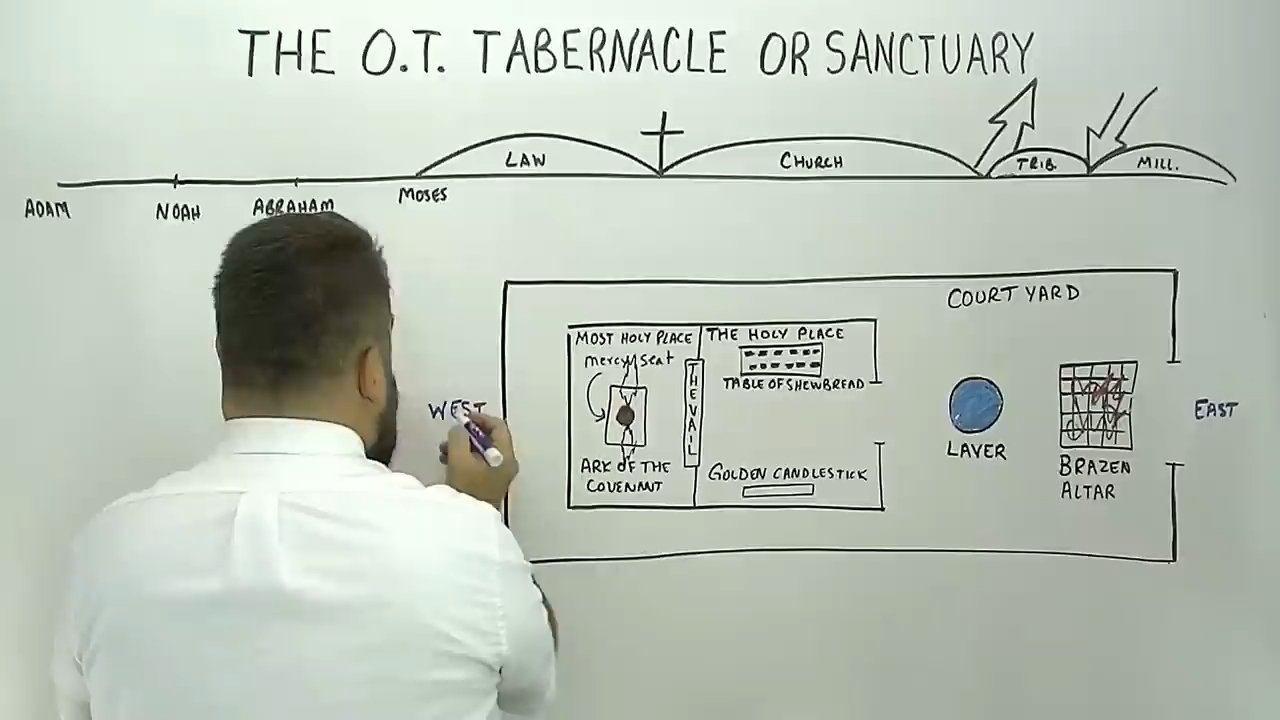 THE O.T. TABERNACLE OR SANCTUARY
LAW
CHURCH
TRIB.
MILL.
ADAM
NOAH
ABRAHAM
MOSES
COURT YARD
MOST HOLY PLACE
THE HOLY PLACE
mercy seat
TABLE OF SHEWBREAD
THE VAIL
WEST
EAST
LAVER
ARK OF THE
COVENANT
GOLDEN CANDLESTICK
BRAZEN
ALTAR